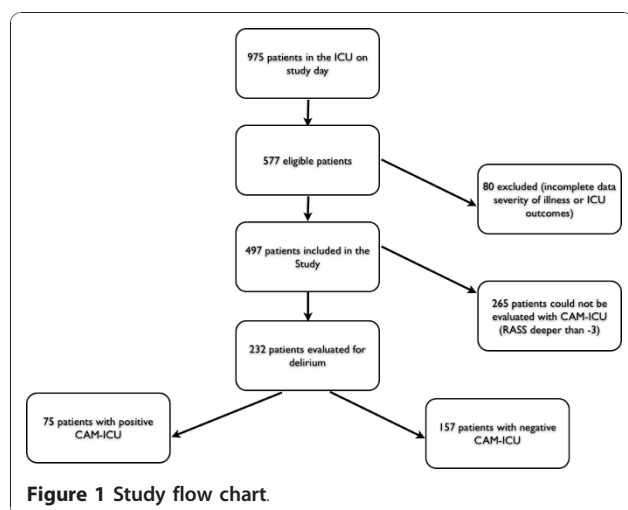 975 patients in the ICU on
study day
577 eligible patients
80 excluded (incomplete data
severity of illness or ICU
outcomes)
497 patients included in the
Study
265 patients could not be
evaluated with CAM-ICU
(RASS deeper than -3)
232 patients evaluated for
delirium
75 patients with positive
CAM-ICU
157 patients with negative
CAM-ICU
Figure 1 Study flow chart.